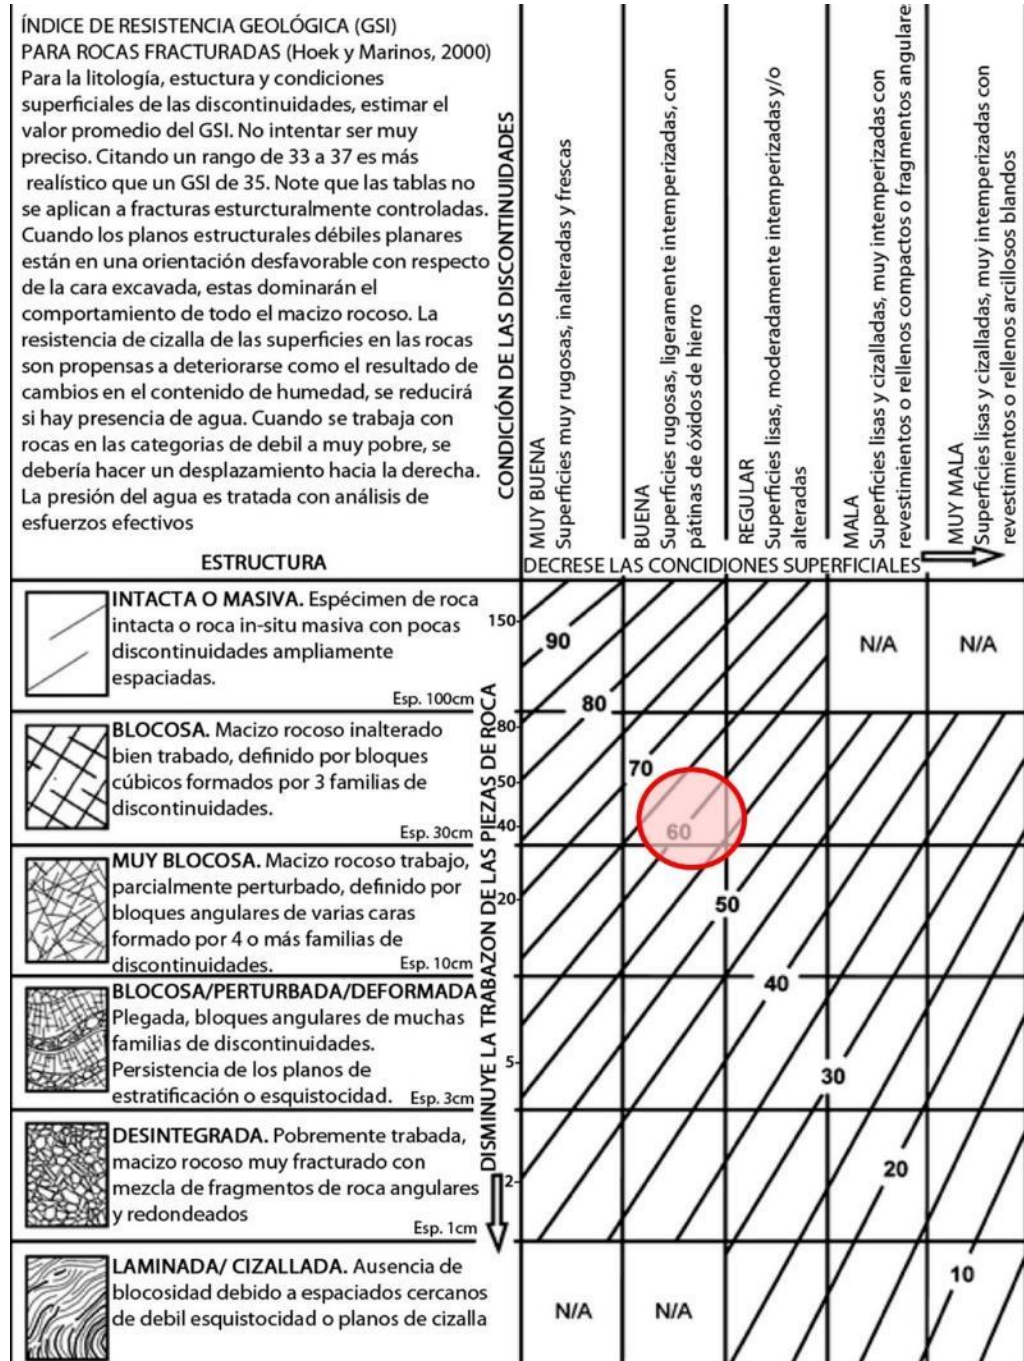 ÍNDICE DE RESISTENCIA GEOLÓGICA (GSI)
PARA ROCAS FRACTURADAS (Hoek y Marinos, 2000)
Para la litología, estuctura y condiciones
superficiales de las discontinuidades, estimar el
valor promedio del GSI. No intentar ser muy
preciso. Citando un rango de 33 a 37 es más
realístico que un GSI de 35. Note que las tablas no
se aplican a fracturas esturcturalmente controladas.
Cuando los planos estructurales débiles planares
están en una orientación desfavorable con respecto
de la cara excavada, estas dominarán el
comportamiento de todo el macizo rocoso. La
resistencia de cizalla de las superficies en las rocas
son propensas a deteriorarse como el resultado de
cambios en el contenido de humedad, se reducirá
si hay presencia de agua. Cuando se trabaja con
rocas en las categorias de debil a muy pobre, se
debería hacer un desplazamiento hacia la derecha.
La presión del agua es tratada con análisis de
esfuerzos efectivos
CONDICIÓN DE LAS DISCONTINUIDADES
MUY BUENA
Superficies muy rugosas, inalteradas y frescas
BUENA
Superficies rugosas, ligeramente intemperizadas, con
pátinas de óxidos de hierro
REGULAR
Superficies lisas, moderadamente intemperizadas y/o
alteradas
MALA
Superficies lisas y cizalladas, muy intemperizadas con
revestimientos o rellenos compactos o fragmentos angulare
MUY MALA
Superficies lisas y cizalladas, muy intemperizadas con
revestimientos o rellenos arcillosos blandos
ESTRUCTURA
DECRESE LAS CONCIDIONES SUPERFICIALES
DISMINUYE LA TRABAZON DE LAS PIEZAS DE ROCA
INTACTA O MASIVA. Espécimen de roca
intacta o roca in-situ masiva con pocas
discontinuidades ampliamente
espaciadas.
Esp. 100cm
150
90
80
N/A
N/A
BLOCOSA. Macizo rocoso inalterado
bien trabado, definido por bloques
cúbicos formados por 3 familias de
discontinuidades.
Esp. 30cm
80
50
40
70
60
MUY BLOCOSA. Macizo rocoso trabajo,
parcialmente perturbado, definido por
bloques angulares de varias caras
formado por 4 o más familias de
discontinuidades.
Esp. 10cm
20
50
40
BLOCOSA/PERTURBADA/DEFORMADA
Plegada, bloques angulares de muchas
familias de discontinuidades.
Persistencia de los planos de
estratificación o esquistocidad.
Esp. 3cm
5
30
DESINTEGRADA. Pobremente trabada,
macizo rocoso muy fracturado con
mezcla de fragmentos de roca angulares
y redondeados
Esp. 1cm
2
20
LAMINADA/ CIZALLADA. Ausencia de
blocosidad debido a espaciados cercanos
de debil esquistocidad o planos de cizalla
N/A
N/A
10